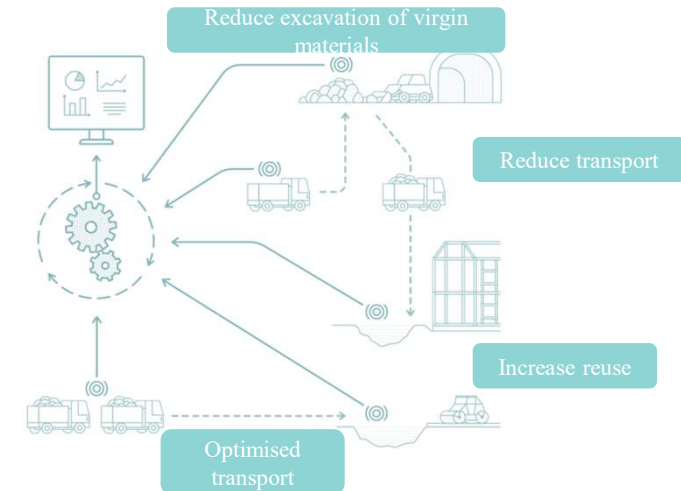 Reduce excavation of virgin
materials
Reduce transport
Increase reuse
Optimised
transport